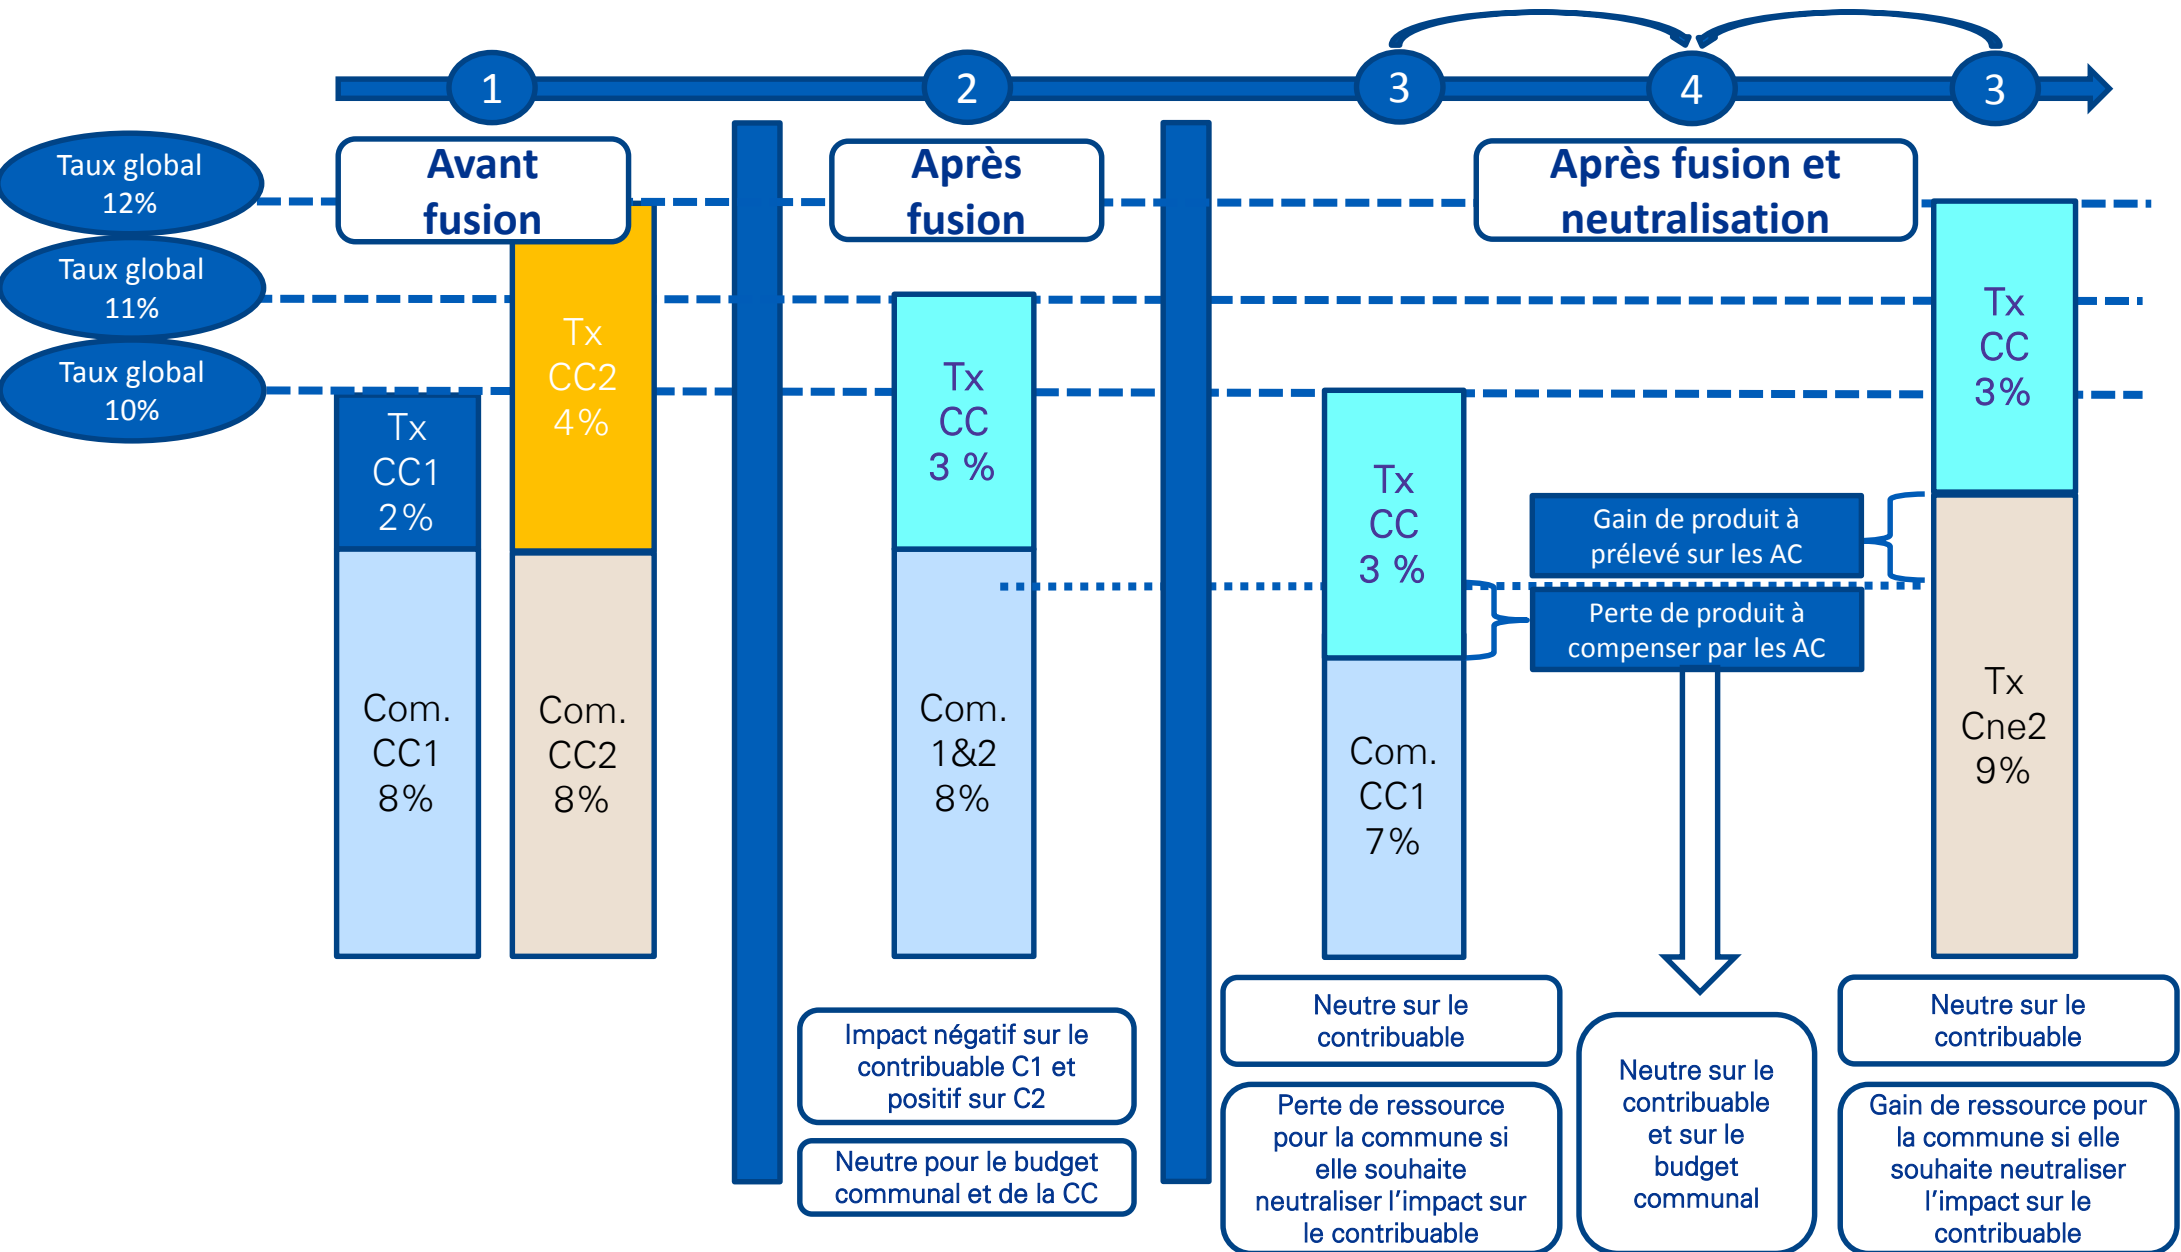 1
2
3
4
3
Taux global
12%
Taux global
11%
Taux global
10%
Avant
fusion
Après
fusion
Après fusion et
neutralisation
Tx
CC1
2%
Com.
CC1
8%
Tx
CC2
4%
Com.
CC2
8%
Tx
CC
3 %
Com.
1&2
8%
Tx
CC
3 %
Com.
CC1
7%
Gain de produit à
prélevé sur les AC
Perte de produit à
compenser par les AC
Tx
CC
3%
Tx
Cne2
9%
Impact négatif sur le
contribuable C1 et
positif sur C2
Neutre pour le budget
communal et de la CC
Neutre sur le
contribuable
Perte de ressource
pour la commune si
elle souhaite
neutraliser l'impact sur
le contribuable
Neutre sur le
contribuable
et sur le
budget
communal
Neutre sur le
contribuable
Gain de ressource pour
la commune si elle
souhaite neutraliser
l'impact sur le
contribuable